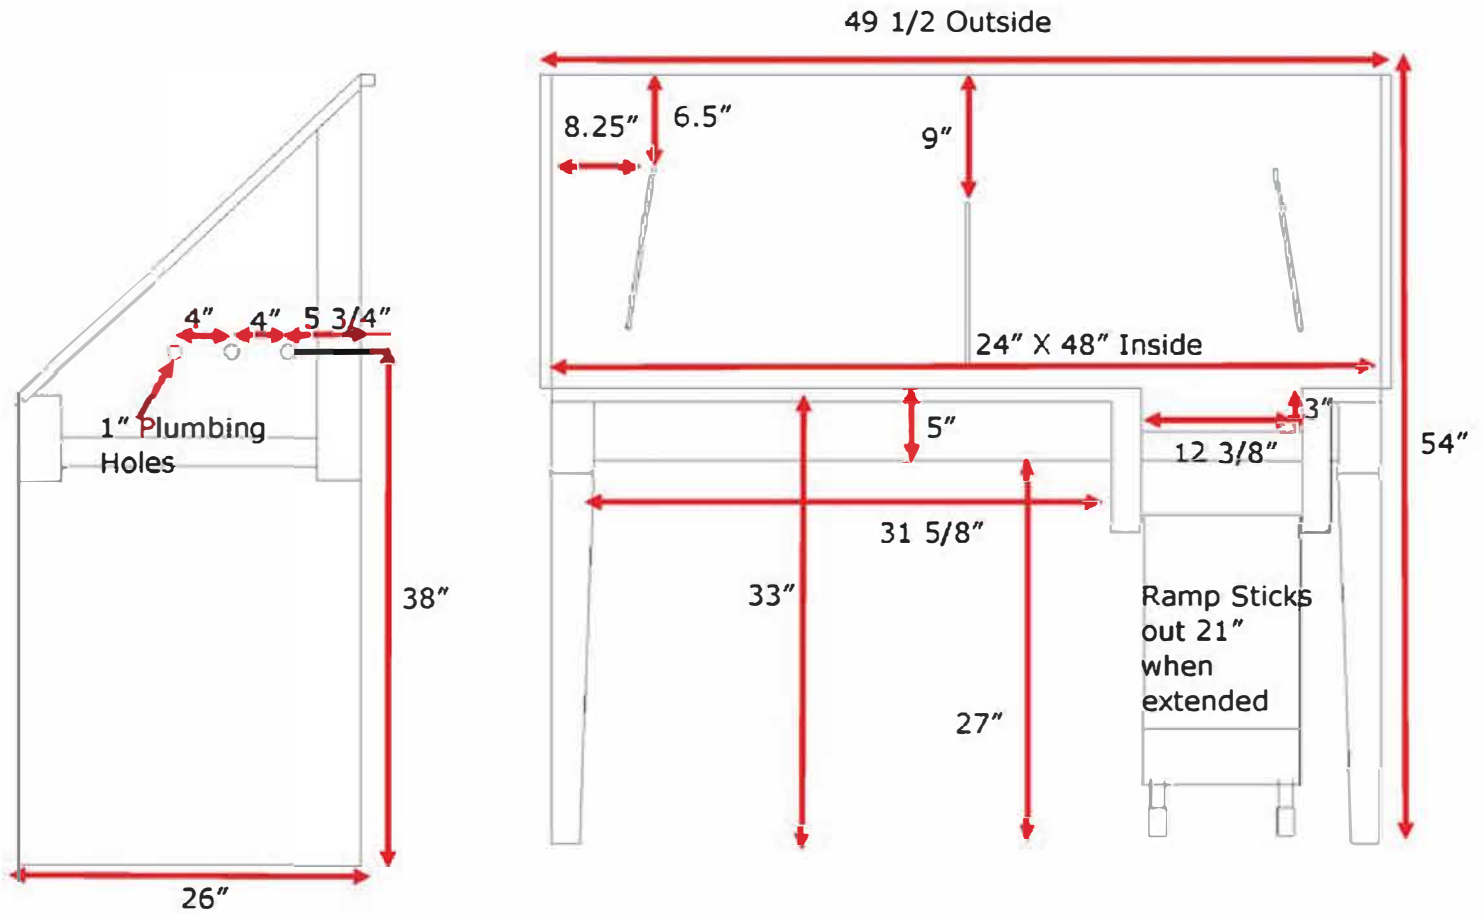 49 1/2 Outside
8.25”
6.5”
9”
4”
4”
5 3/4”
24” X 48” Inside
1” Plumbing
Holes
5”
3”
12 3/8”
54”
31 5/8”
38”
33”
Ramp Sticks
out 21”
when
extended
27”
26”